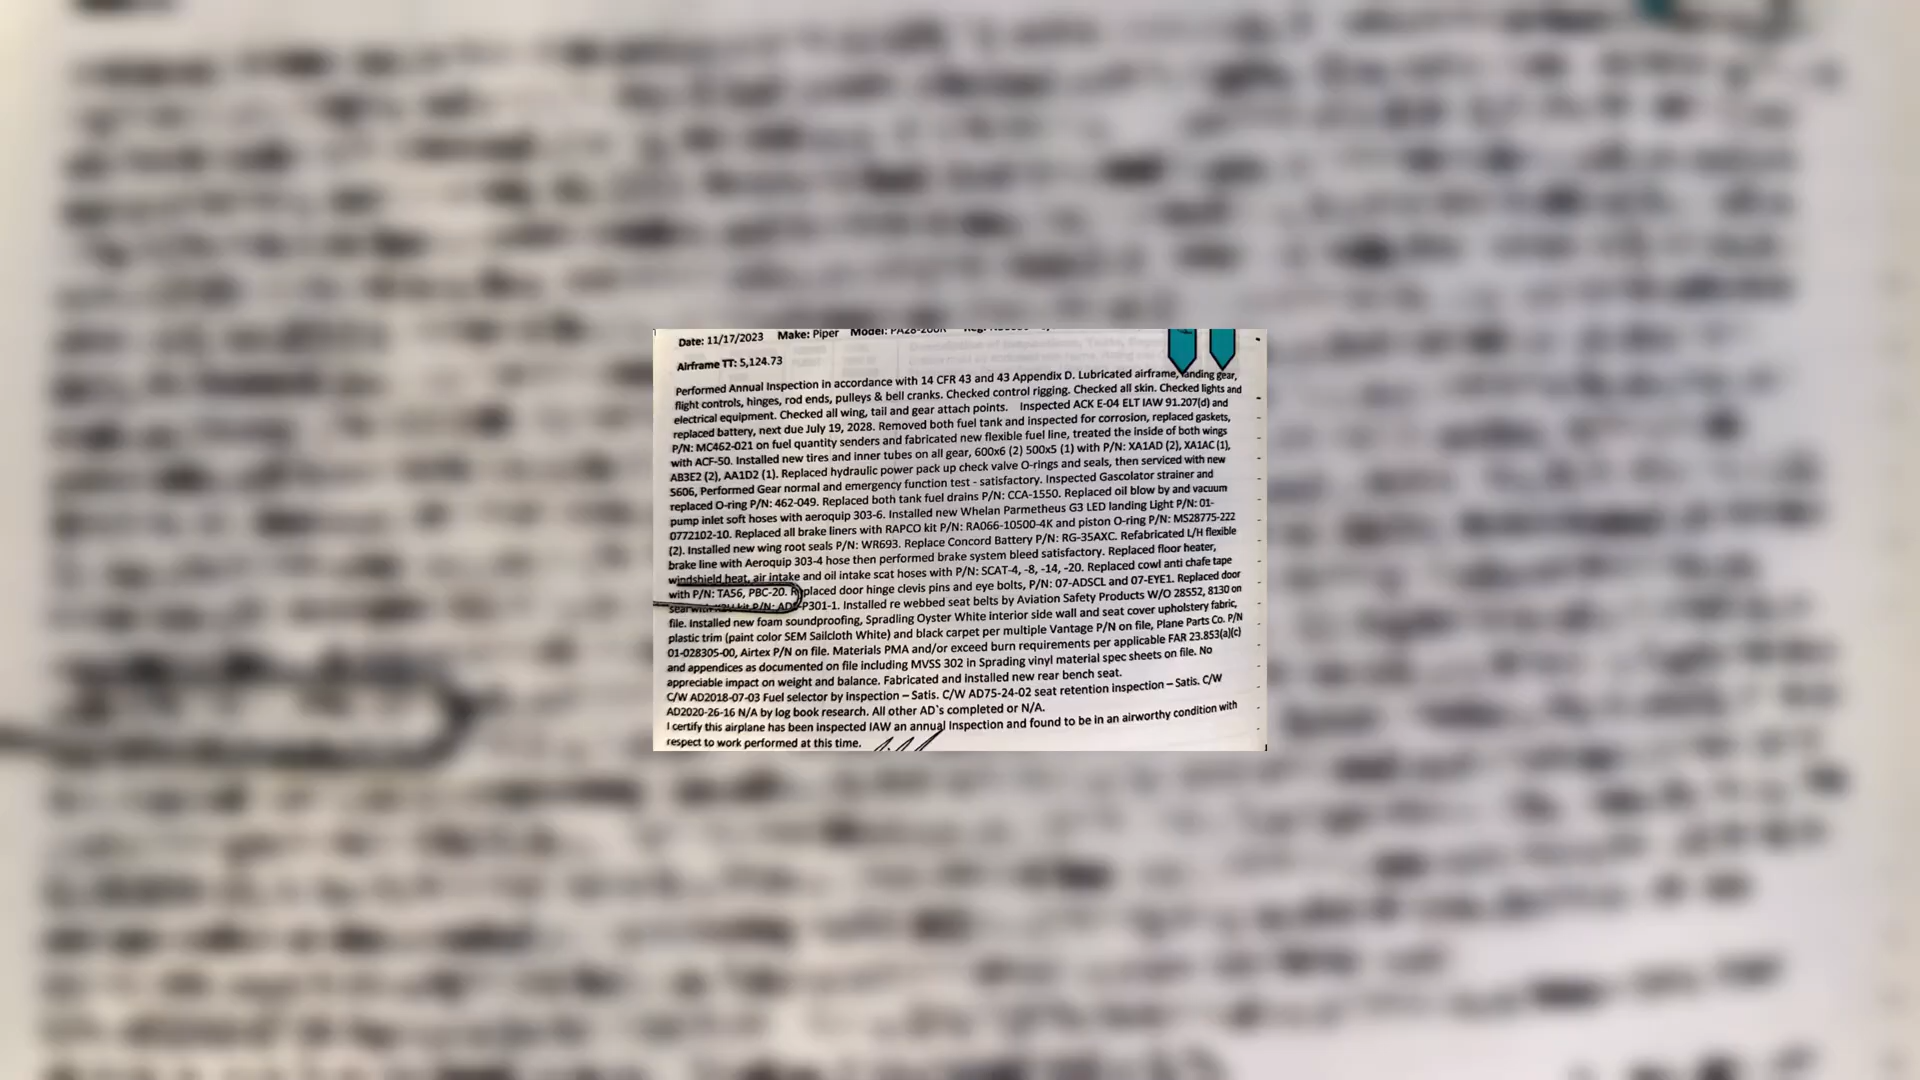 Date: 11/17/2023 Make: Piper Model: PA28-200R
Airframe TT: 5,124.73
Performed Annual Inspection in accordance with 14 CFR 43 and 43 Appendix D. Lubricated airframe, landing gear,
flight controls, hinges, rod ends, pulleys & bell cranks. Checked control rigging. Checked all skin. Checked lights and
electrical equipment. Checked all wing, tail and gear attach points. Inspected ACK E-04 ELT IAW 91.207(d) and
replaced battery, next due July 19, 2028. Removed both fuel tank and inspected for corrosion, replaced gaskets,
P/N: MC462-021 on fuel quantity senders and fabricated new flexible fuel line, treated the inside of both wings
with ACF-50. Installed new tires and inner tubes on all gear, 600x6 (2) 500x5 (1) with P/N: XA1AD (2), XA1AC (1),
AB3E2 (2), AA1D2 (1). Replaced hydraulic power pack up check valve O-rings and seals, then serviced with new
5606, Performed Gear normal and emergency function test - satisfactory. Inspected Gascolator strainer and
replaced O-ring P/N: 462-049. Replaced both tank fuel drains P/N: CCA-1550. Replaced oil blow by and vacuum
pump inlet soft hoses with aeroquip 303-6. Installed new Whelan Parmetheus G3 LED landing Light P/N: 01-
0772102-10. Replaced all brake liners with RAPCO kit P/N: RA066-10500-4K and piston O-ring P/N: MS28775-222
(2). Installed new wing root seals P/N: WR693. Replace Concord Battery P/N: RG-35AXC. Refabricated L/H flexible
brake line with Aeroquip 303-4 hose then performed brake system bleed satisfactory. Replaced floor heater,
windshield heat, air intake and oil intake scat hoses with P/N: SCAT-4, -8, -14, -20. Replaced cowl anti chafe tape
with P/N: TA56, PBC-20. Replaced door hinge clevis pins and eye bolts, P/N: 07-ADSCL and 07-EYE1. Replaced door
seal with kit P/N: P301-1. Installed re webbed seat belts by Aviation Safety Products W/O 28552, 8130 on
file. Installed new foam soundproofing, Spradling Oyster White interior side wall and seat cover upholstery fabric,
plastic trim (paint color SEM Sailcloth White) and black carpet per multiple Vantage P/N on file, Plane Parts Co. P/N
01-028305-00, Airtex P/N on file. Materials PMA and/or exceed burn requirements per applicable FAR 23.853(a)(c)
and appendices as documented on file including MVSS 302 in Sprading vinyl material spec sheets on file. No
appreciable impact on weight and balance. Fabricated and installed new rear bench seat.
C/W AD2018-07-03 Fuel selector by Inspection – Satis. C/W AD75-24-02 seat retention inspection – Satis. C/W
AD2020-26-16 N/A by log book research. All other AD`s completed or N/A.
I certify this airplane has been inspected IAW an annual Inspection and found to be in an airworthy condition with
respect to work performed at this time.